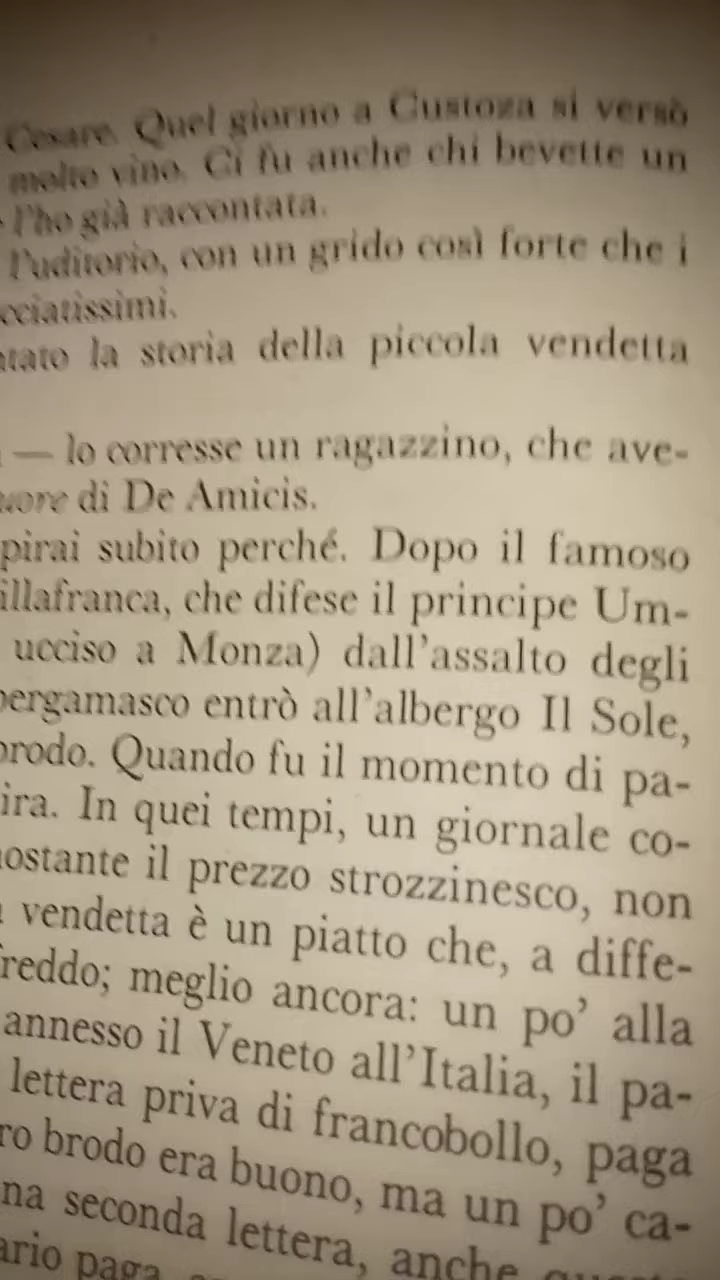 Cesare. Quel giorno a Custoza si versò
molto vino. Ci fu anche chi bevette un
l'ho già raccontata.
l'uditorio, con un grido così forte che i
cciatissimi.
ntato la storia della piccola vendetta
— lo corresse un ragazzino, che ave-
uore di De Amicis.
pirai subito perché. Dopo il famoso
illafranca, che difese il principe Um-
ucciso a Monza) dall'assalto degli
bergamasco entrò all'albergo Il Sole,
brodo. Quando fu il momento di pa-
ira. In quei tempi, un giornale co-
nostante il prezzo strozzinesco, non
vendetta è un piatto che, a diffe-
freddo; meglio ancora: un po' alla
annesso il Veneto all'Italia, il pa-
lettera priva di francobollo, paga
ro brodo era buono, ma un po' ca-
na seconda lettera, anche
ario paga